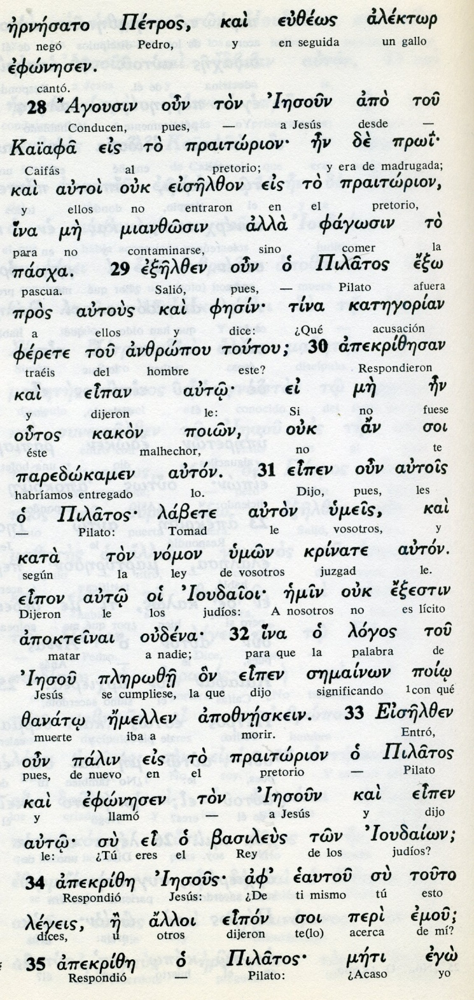 ἠρνήσατο Πέτρος, καὶ εὐθέως ἀλέκτωρ
negó Pedro, y en seguida un gallo
ἐφώνησεν.
cantó.
28 Ἄγουσιν οὖν τὸν Ἰησοῦν ἀπὸ τοῦ
Conducen, pues, — a Jesús desde —
Καϊαφᾶ εἰς τὸ πραιτώριον· ἦν δὲ πρωΐ·
Caifás al pretorio; y era de madrugada;
καὶ αὐτοὶ οὐκ εἰσῆλθον εἰς τὸ πραιτώριον,
y ellos no entraron en el pretorio,
ἵνα μὴ μιανθῶσιν ἀλλὰ φάγωσιν τὸ
para no contaminarse, sino comer la
πάσχα. 29 ἐξῆλθεν οὖν ὁ Πιλᾶτος ἔξω
pascua. Salió, pues, — Pilato afuera
πρὸς αὐτοὺς καὶ φησίν· τίνα κατηγορίαν
a ellos y dice: ¿Qué acusación
φέρετε τοῦ ἀνθρώπου τούτου; 30 ἀπεκρίθησαν
traéis del hombre este? Respondieron
καὶ εἶπαν αὐτῷ· εἰ μὴ ἦν
y dijeron le: Si no fuese
οὗτος κακὸν ποιῶν, οὐκ ἄν σοι
éste malhechor, no te
παρεδώκαμεν αὐτόν. 31 εἶπεν οὖν αὐτοῖς
habríamos entregado lo. Dijo, pues, les
ὁ Πιλᾶτος· λάβετε αὐτὸν ὑμεῖς, καὶ
— Pilato: Tomad le vosotros, y
κατὰ τὸν νόμον ὑμῶν κρίνατε αὐτόν.
según la ley de vosotros juzgad le.
εἶπον αὐτῷ οἱ Ἰουδαῖοι· ἡμῖν οὐκ ἔξεστιν
Dijeron le los judíos: A nosotros no es lícito
ἀποκτεῖναι οὐδένα· 32 ἵνα ὁ λόγος τοῦ
matar a nadie; para que la palabra de
Ἰησοῦ πληρωθῇ ὃν εἶπεν σημαίνων ποίῳ
Jesús se cumpliese, la que dijo significando ¹con qué
θανάτῳ ἤμελλεν ἀποθνῄσκειν. 33 Εἰσῆλθεν
muerte iba a morir. Entró,
οὖν πάλιν εἰς τὸ πραιτώριον ὁ Πιλᾶτος
pues, de nuevo en el pretorio — Pilato
καὶ ἐφώνησεν τὸν Ἰησοῦν καὶ εἶπεν
y llamó — a Jesús y dijo
αὐτῷ· σὺ εἶ ὁ βασιλεὺς τῶν Ἰουδαίων;
le: ¿Tú eres el Rey de los judíos?
34 ἀπεκρίθη Ἰησοῦς ἀφ’ ἑαυτοῦ σὺ τοῦτο
Respondió Jesús: ¿De ti mismo tú esto
λέγεις, ἢ ἄλλοι εἶπόν σοι περὶ ἐμοῦ;
dices, u otros dijeron te(lo) acerca de mí?
35 ἀπεκρίθη ὁ Πιλᾶτος· μήτι ἐγὼ
Respondió — Pilato: ¿Acaso yo